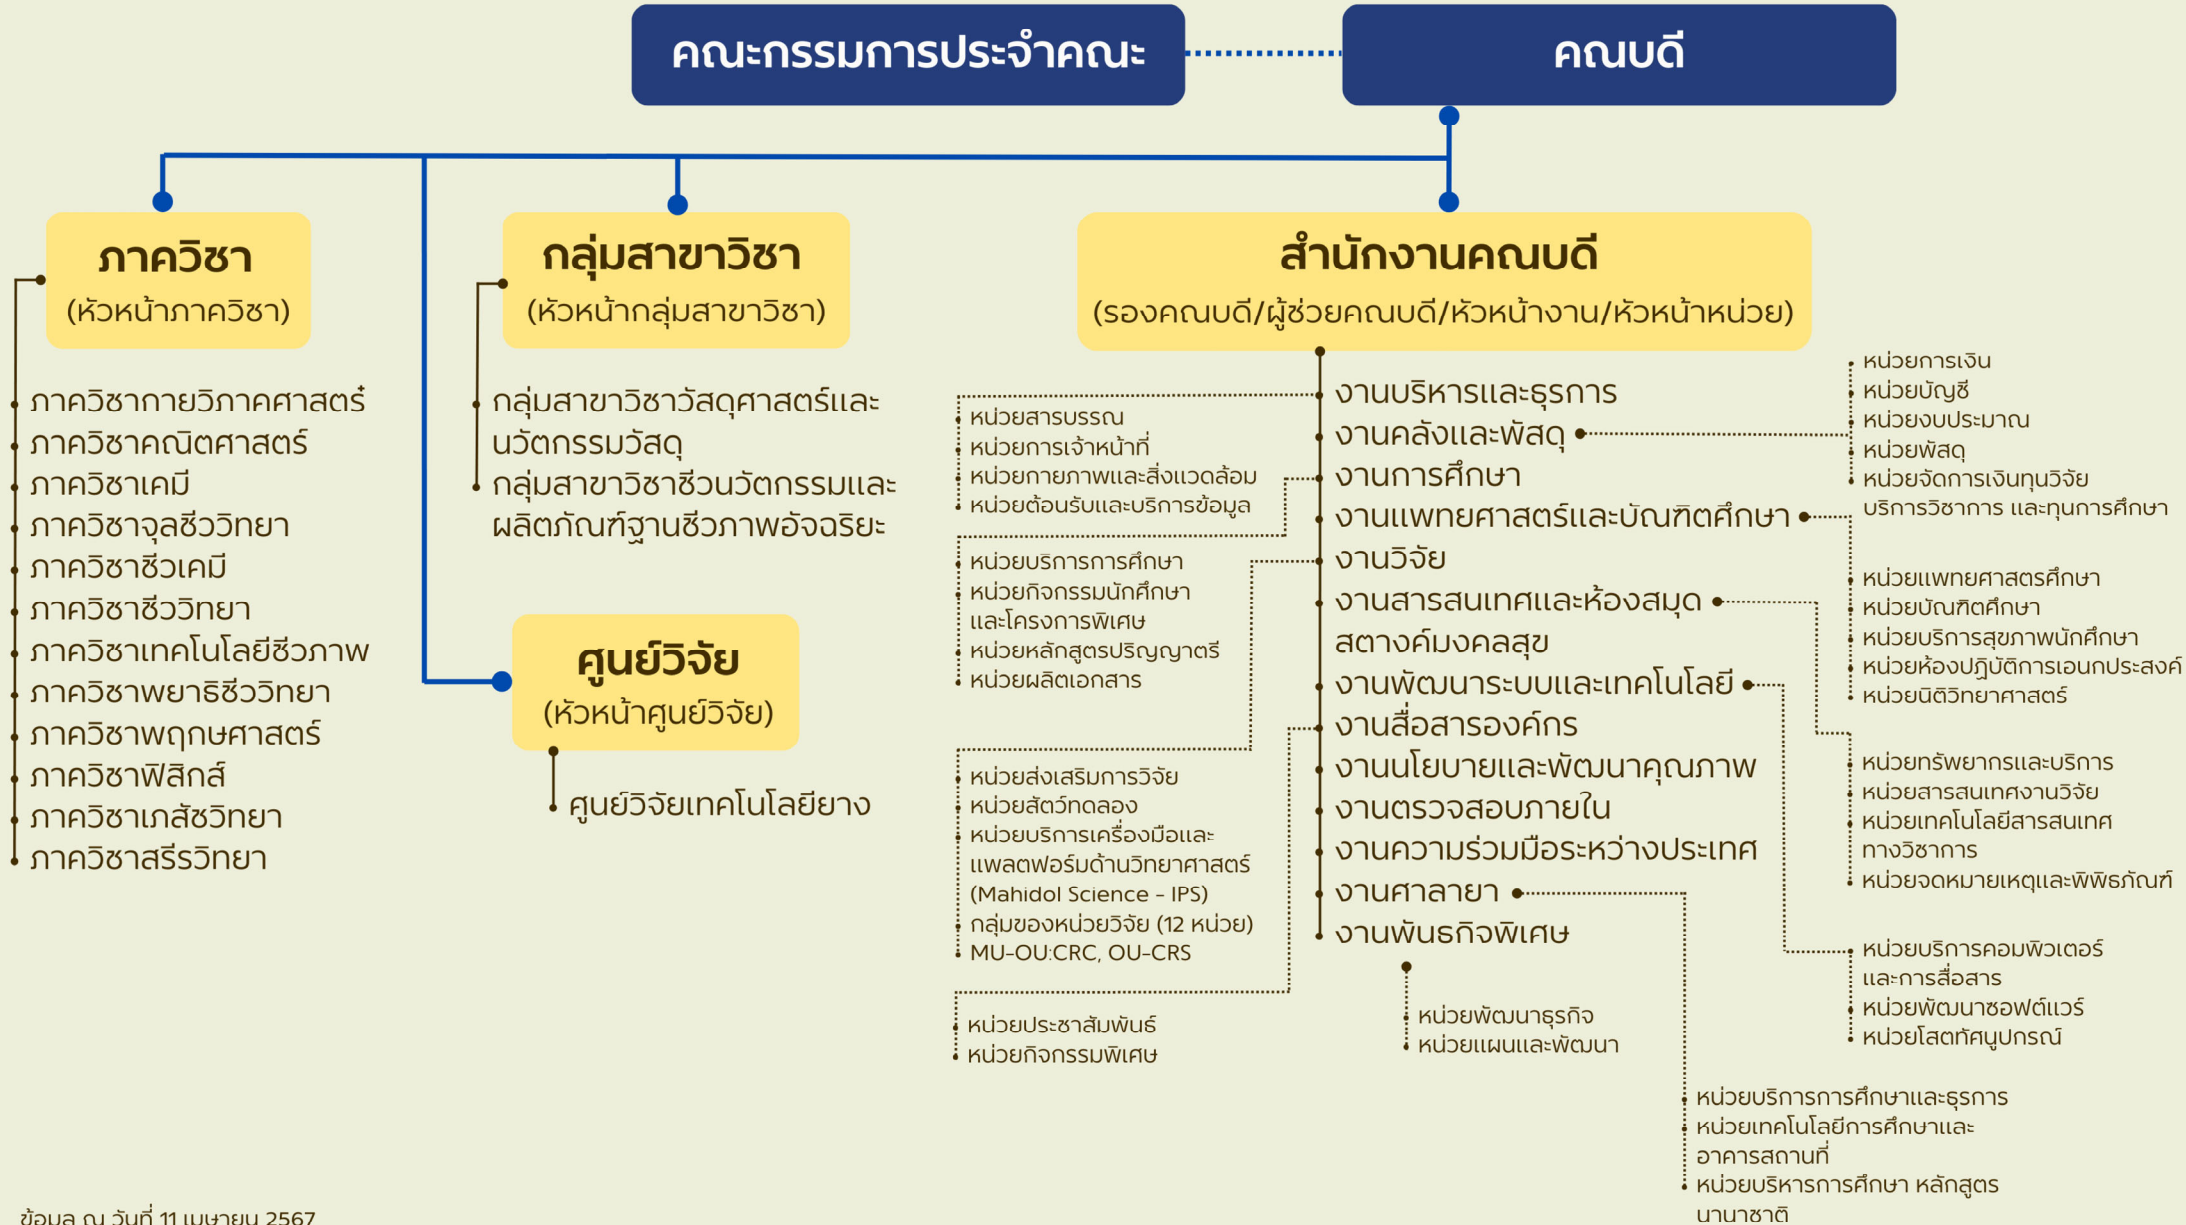 คณะกรรมการประจำคณะ
คณบดี
ภาควิชา
(หัวหน้าภาควิชา)
ภาควิชากายวิภาคศาสตร์
ภาควิชาคณิตศาสตร์
ภาควิชาเคมี
ภาควิชาจุลชีววิทยา
ภาควิชาชีวเคมี
ภาควิชาชีววิทยา
ภาควิชาเทคโนโลยีชีวภาพ
ภาควิชาพยาธิชีววิทยา
ภาควิชาพฤกษศาสตร์
ภาควิชาฟิสิกส์
ภาควิชาเภสัชวิทยา
ภาควิชาสรีรวิทยา
กลุ่มสาขาวิชา
(หัวหน้ากลุ่มสาขาวิชา)
กลุ่มสาขาวิชาวัสดุศาสตร์และ
นวัตกรรมวัสดุ
กลุ่มสาขาวิชาชีวนวัตกรรมและ
ผลิตภัณฑ์ฐานชีวภาพอัจฉริยะ
ศูนย์วิจัย
(หัวหน้าศูนย์วิจัย)
ศูนย์วิจัยเทคโนโลยียาง
สำนักงานคณบดี
(รองคณบดี/ผู้ช่วยคณบดี/หัวหน้างาน/หัวหน้าหน่วย)
งานบริหารและธุรการ
งานคลังและพัสดุ
งานการศึกษา
งานแพทยศาสตร์และบัณฑิตศึกษา
งานวิจัย
งานสารสนเทศและห้องสมุด
สตางค์มงคลสุข
งานพัฒนาระบบและเทคโนโลยี
งานสื่อสารองค์กร
งานนโยบายและพัฒนาคุณภาพ
งานตรวจสอบภายใน
งานความร่วมมือระหว่างประเทศ
งานศาลายา
งานพันธกิจพิเศษ
หน่วยสารบรรณ
หน่วยการเจ้าหน้าที่
หน่วยกายภาพและสิ่งแวดล้อม
หน่วยต้อนรับและบริการข้อมูล
หน่วยบริการการศึกษา
หน่วยกิจกรรมนักศึกษา
และโครงการพิเศษ
หน่วยหลักสูตรปริญญาตรี
หน่วยผลิตเอกสาร
หน่วยส่งเสริมการวิจัย
หน่วยสัตว์ทดลอง
หน่วยบริการเครื่องมือและ
แพลตฟอร์มด้านวิทยาศาสตร์
(Mahidol Science - IPS)
กลุ่มของหน่วยวิจัย (12 หน่วย)
MU-OU:CRC, OU-CRS
หน่วยประชาสัมพันธ์
หน่วยกิจกรรมพิเศษ
หน่วยพัฒนาธุรกิจ
หน่วยแผนและพัฒนา
หน่วยการเงิน
หน่วยบัญชี
หน่วยงบประมาณ
หน่วยพัสดุ
หน่วยจัดการเงินทุนวิจัย
บริการวิชาการ และทุนการศึกษา
หน่วยแพทยศาสตรศึกษา
หน่วยบัณฑิตศึกษา
หน่วยบริการสุขภาพนักศึกษา
หน่วยห้องปฏิบัติการเอนกประสงค์
หน่วยนิติวิทยาศาสตร์
หน่วยทรัพยากรและบริการ
หน่วยสารสนเทศงานวิจัย
หน่วยเทคโนโลยีสารสนเทศ
ทางวิชาการ
หน่วยจดหมายเหตุและพิพิธภัณฑ์
หน่วยบริการคอมพิวเตอร์
และการสื่อสาร
หน่วยพัฒนาซอฟต์แวร์
หน่วยโสตทัศนูปกรณ์
หน่วยบริการการศึกษาและธุรการ
หน่วยเทคโนโลยีการศึกษาและ
อาคารสถานที่
หน่วยบริหารการศึกษา หลักสูตร
นานาชาติ
ข้อมูล ณ วันที่ 11 เมษายน 2567